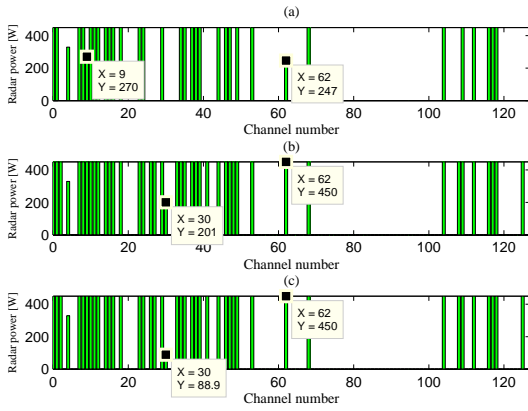 (a)
Radar power [W]
400
200
0
X = 9
Y = 270
X = 62
Y = 247
0 20 40 60 80 100 120
Channel number
(b)
Radar power [W]
400
200
0
X = 62
Y = 450
X = 30
Y = 201
0 20 40 60 80 100 120
Channel number
(c)
Radar power [W]
400
200
0
X = 62
Y = 450
X = 30
Y = 88.9
0 20 40 60 80 100 120
Channel number